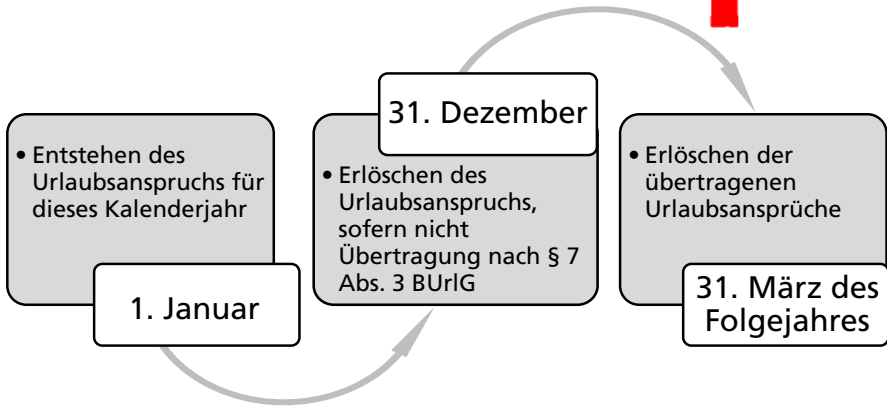 • Entstehen des
Urlaubsanspruchs für
dieses Kalenderjahr
1. Januar
31. Dezember
• Erlöschen des
Urlaubsanspruchs,
sofern nicht
Übertragung nach § 7
Abs. 3 BUrlG
• Erlöschen der
übertragenen
Urlaubsansprüche
31. März des
Folgejahres